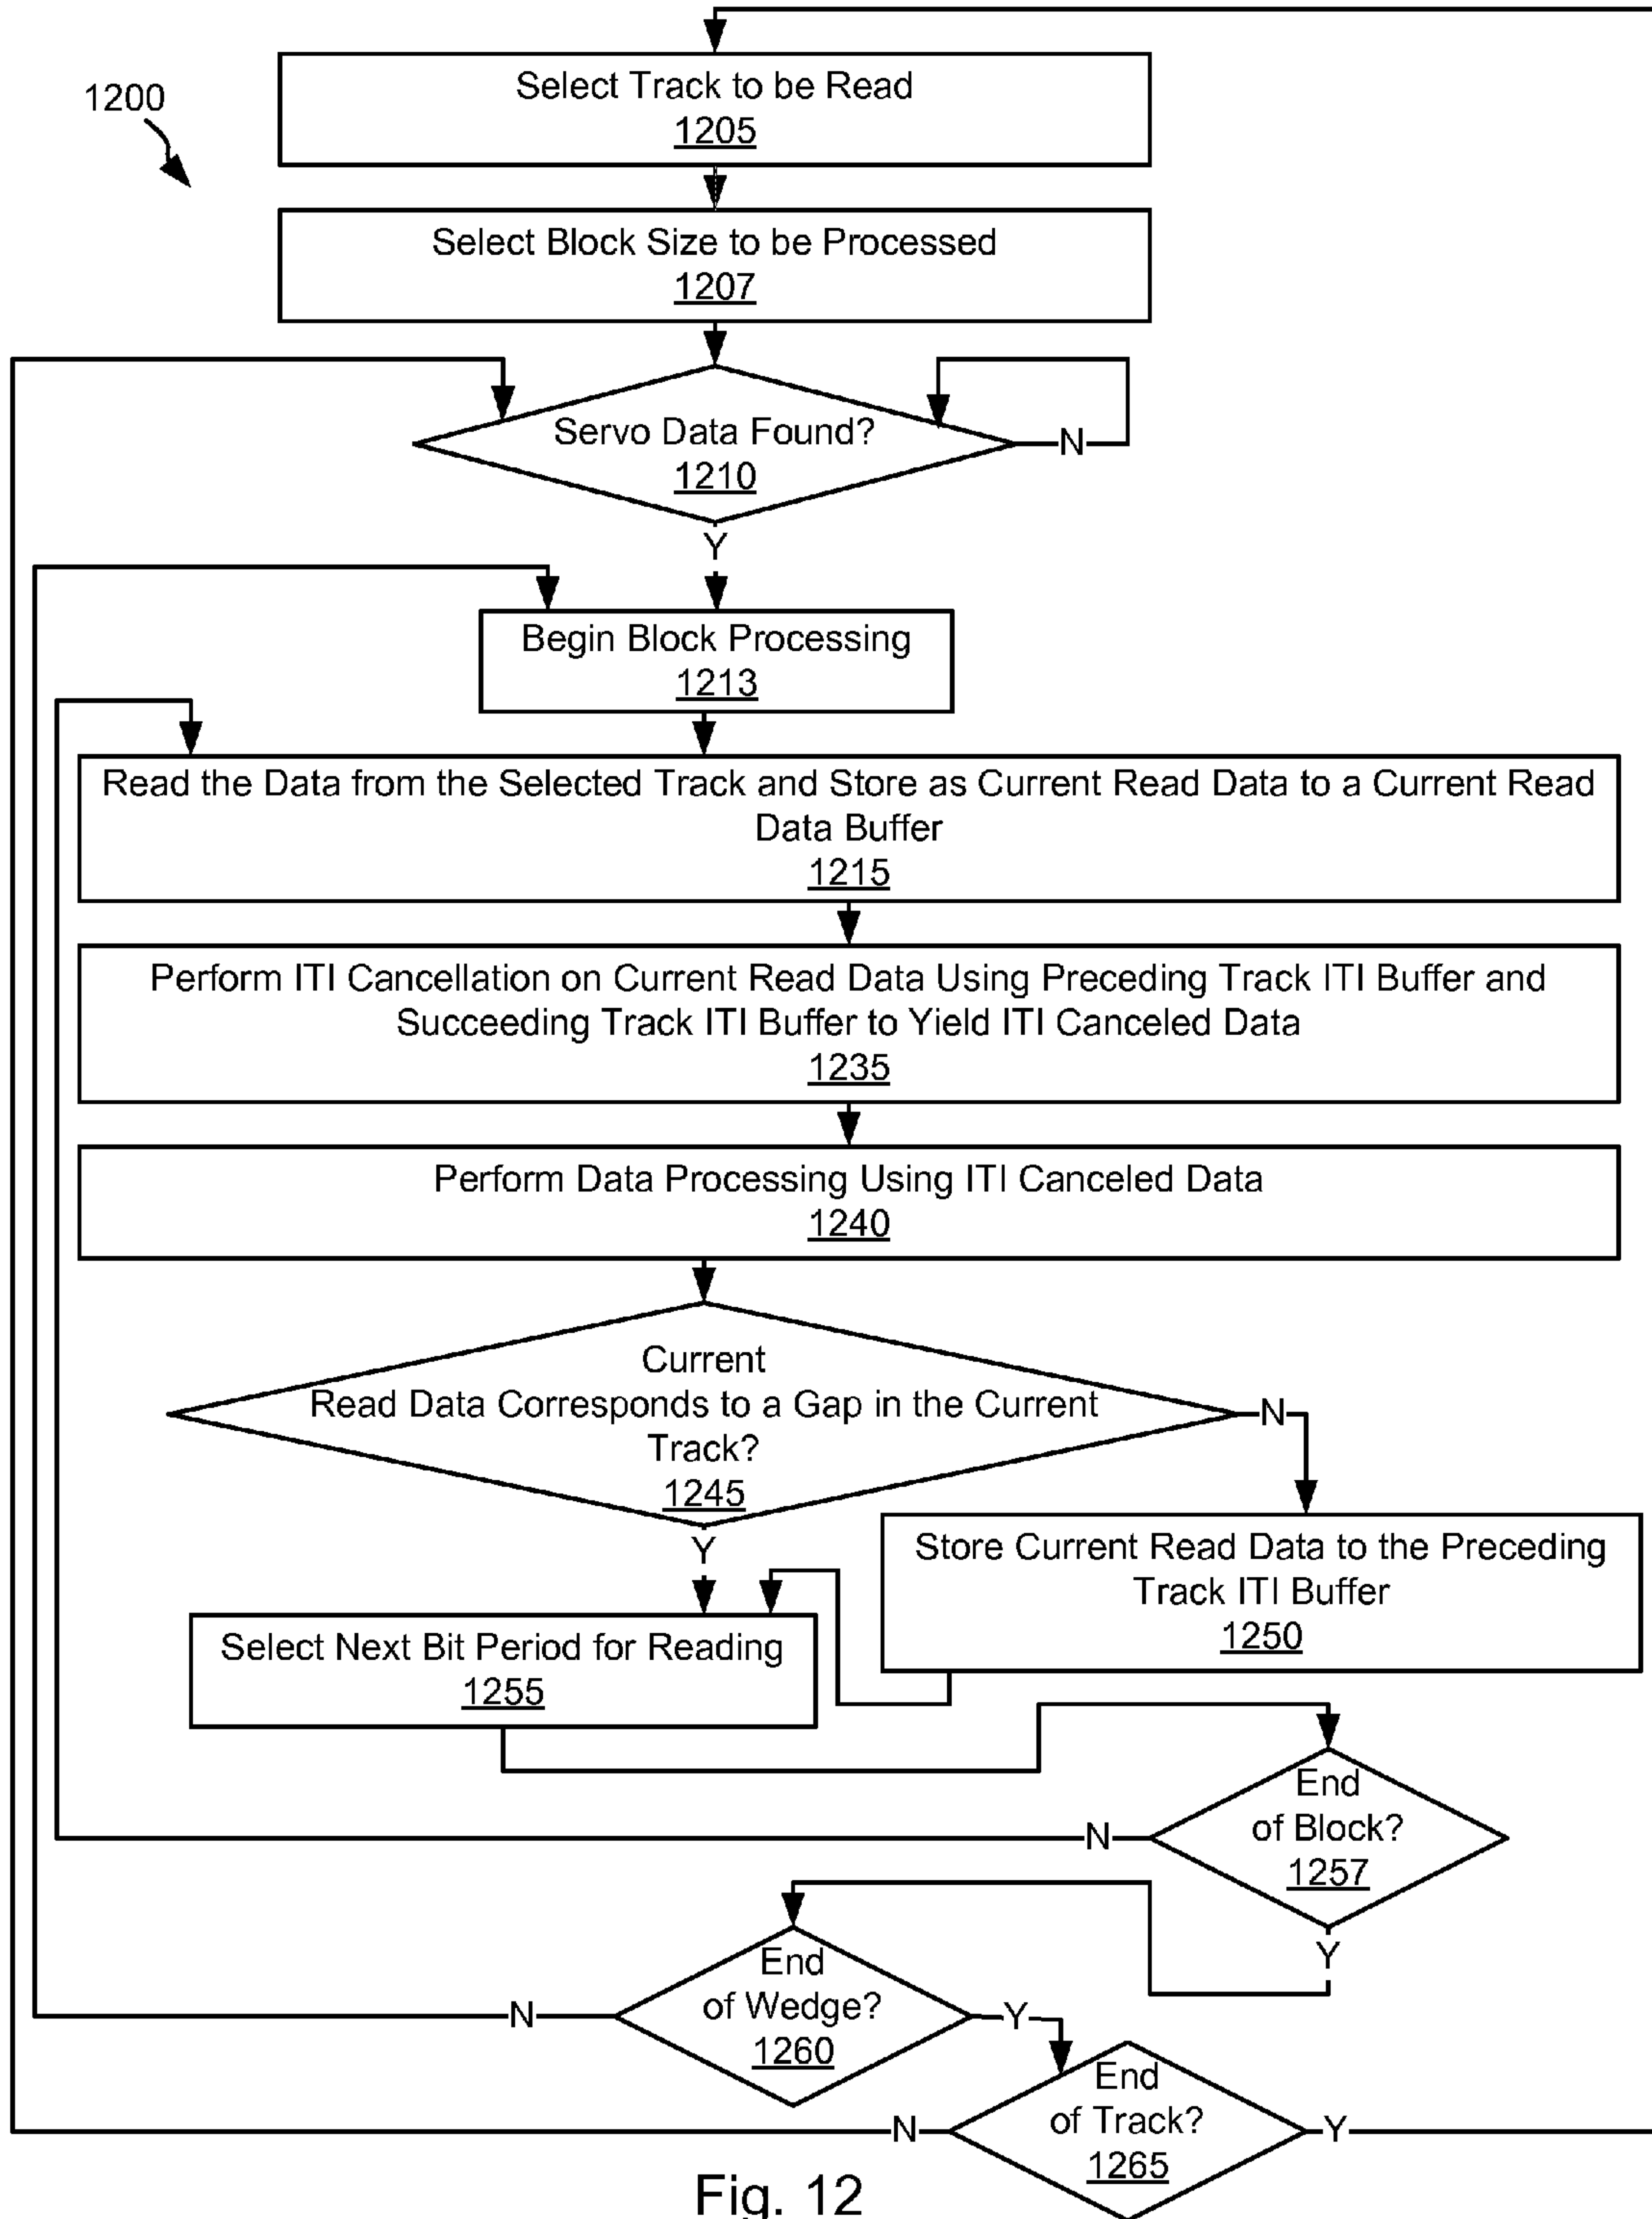 1200
Select Track to be Read
1205
Select Block Size to be Processed
1207
Servo Data Found?
1210
N
Y
Begin Block Processing
1213
Read the Data from the Selected Track and Store as Current Read Data to a Current Read
Data Buffer
1215
Perform ITI Cancellation on Current Read Data Using Preceding Track ITI Buffer and
Succeeding Track ITI Buffer to Yield ITI Canceled Data
1235
Perform Data Processing Using ITI Canceled Data
1240
Current
Read Data Corresponds to a Gap in the Current
Track?
1245
N
Y
Store Current Read Data to the Preceding
Track ITI Buffer
1250
Select Next Bit Period for Reading
1255
End
of Block?
1257
N
Y
End
of Wedge?
1260
N
Y
End
of Track?
1265
N
Y
Fig. 12